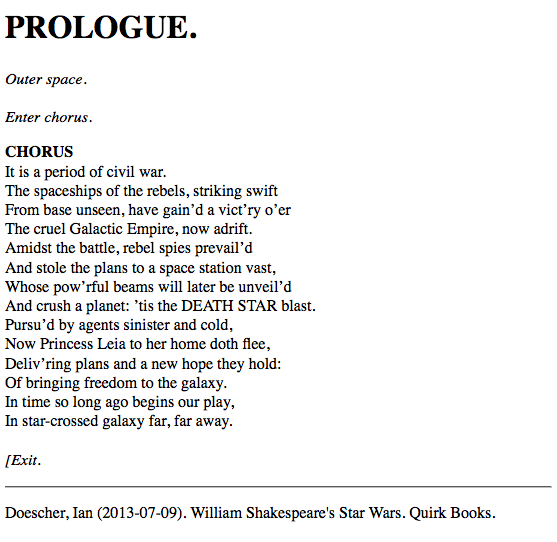 PROLOGUE.
Outer space.
Enter chorus.
CHORUS
It is a period of civil war.
The spaceships of the rebels, striking swift
From base unseen, have gain’d a vict’ry o’er
The cruel Galactic Empire, now adrift.
Amidst the battle, rebel spies prevail’d
And stole the plans to a space station vast,
Whose pow’rful beams will later be unveil’d
And crush a planet: ’tis the DEATH STAR blast.
Pursu’d by agents sinister and cold,
Now Princess Leia to her home doth flee,
Deliv’ring plans and a new hope they hold:
Of bringing freedom to the galaxy.
In time so long ago begins our play,
In star-crossed galaxy far, far away.
[Exit.
Doescher, Ian (2013-07-09). William Shakespeare's Star Wars. Quirk Books.